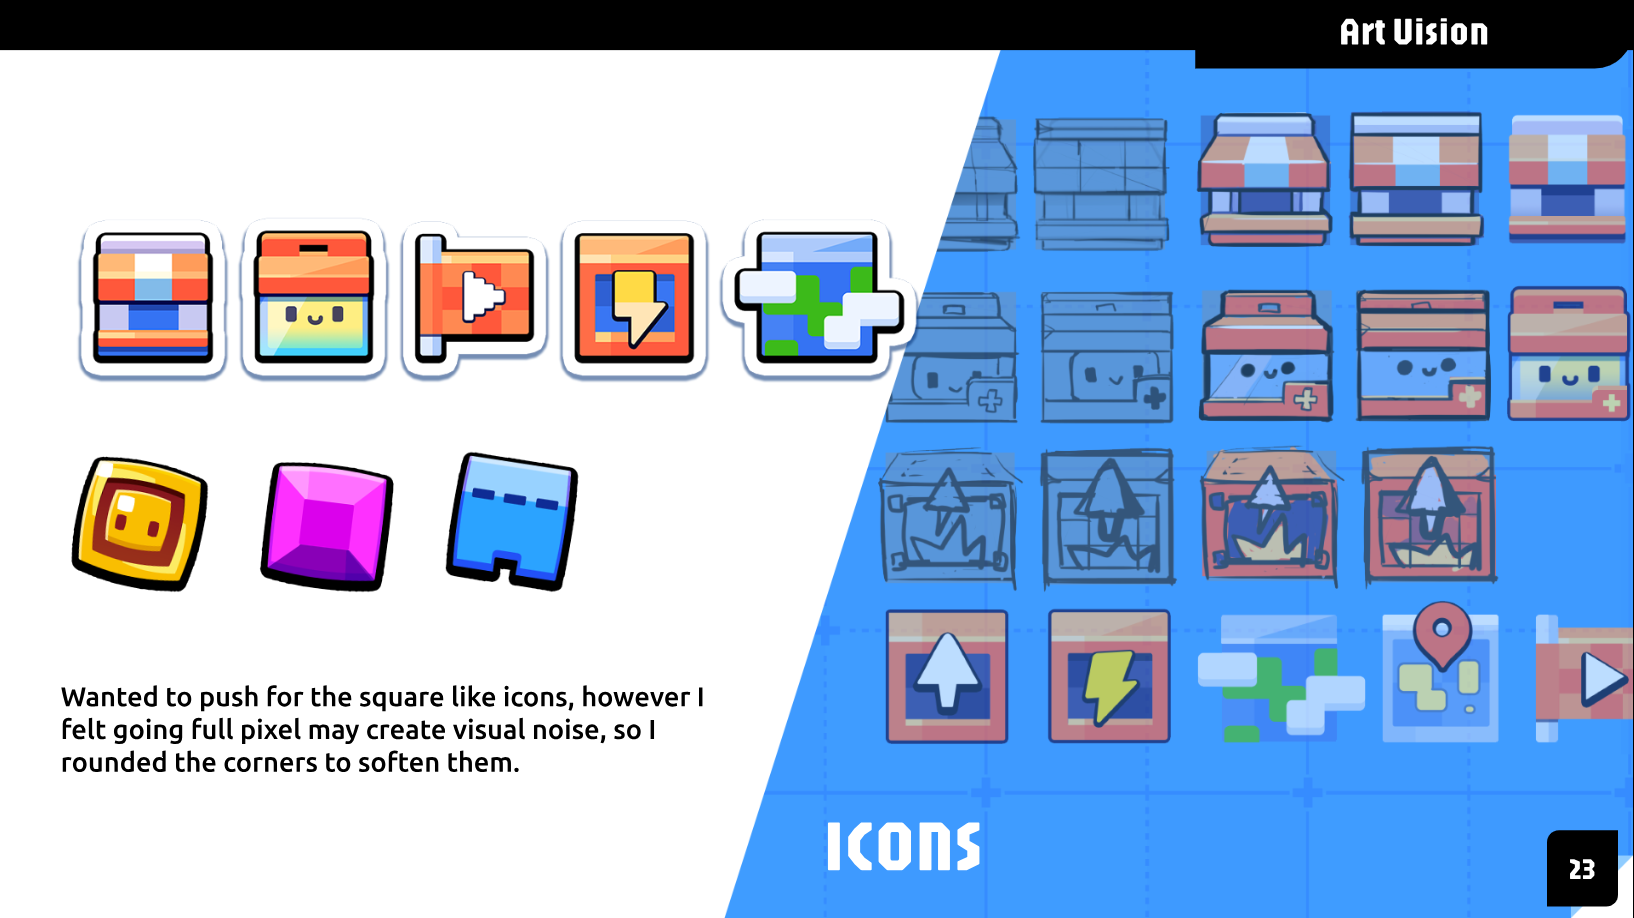 Art Vision
Wanted to push for the square like icons, however I
felt going full pixel may create visual noise, so I
rounded the corners to soften them.
ICONS
23